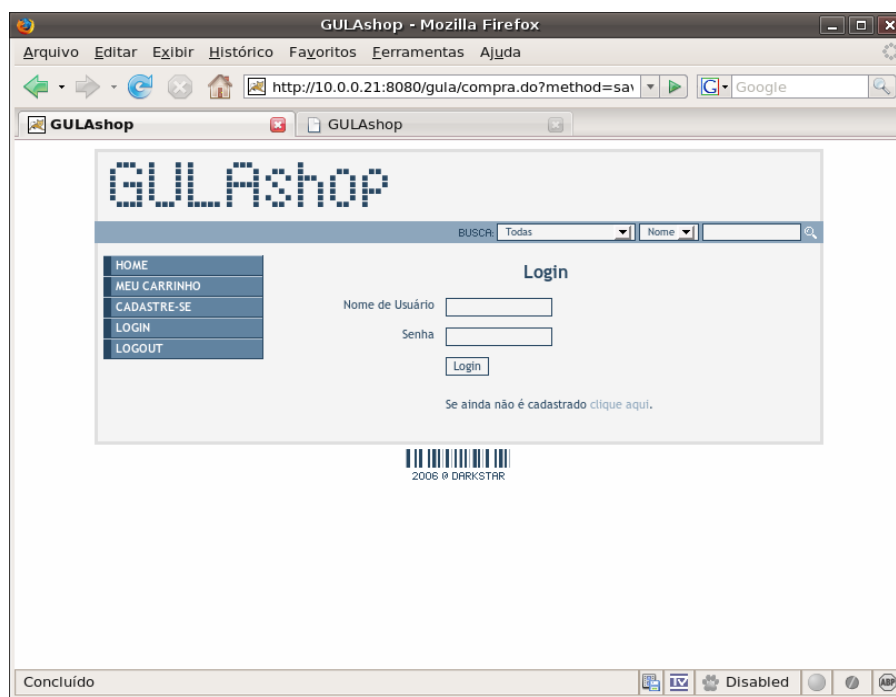 GULAshop - Mozilla Firefox
Arquivo Editar Exibir Histórico Favoritos Ferramentas Ajuda
http://10.0.0.21:8080/gula/compra.do?method=sav G Google
GULAshop GULAshop
GULAshop
BUSCA: Todas Nome
HOME
MEU CARRINHO
CADASTRE-SE
LOGIN
LOGOUT
Login
Nome de Usuário
Senha
Login
Se ainda não é cadastrado clique aqui.
2006 @ DARKSTAR
Concluído Disabled ABP